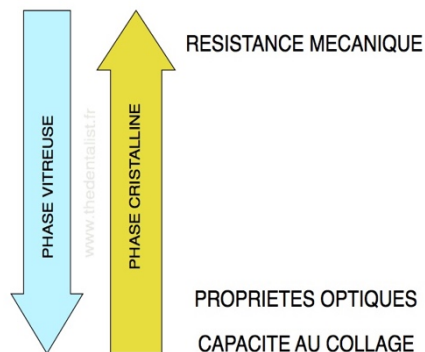 RESISTANCE MECANIQUE
PHASE VITREUSE
www.thedentalist.fr
PHASE CRISTALLINE
PROPRIETES OPTIQUES
CAPACITE AU COLLAGE